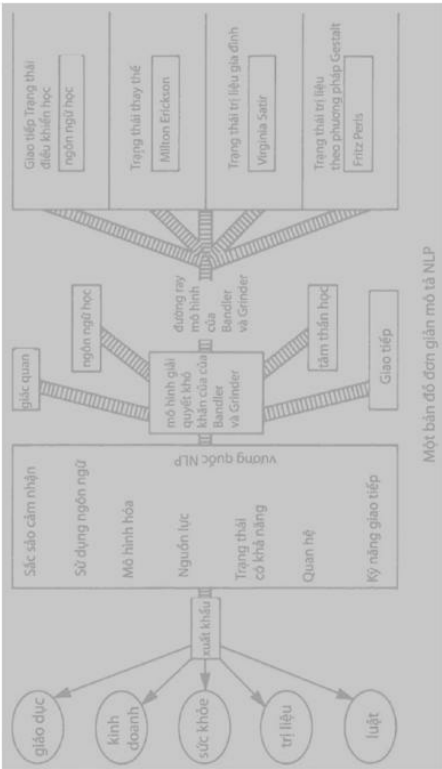 Giao tiếp Trạng thái
điều khiển học
ngôn ngữ học
Trạng thái thay thế
Milton Erickson
Trạng thái trị liệu gia đình
Virginia Satir
Trạng thái trị liệu
theo phương pháp Gestalt
Fritz Peris
đường ray
mô hình
của
Bandler
và Grinder
giác quan
ngôn ngữ học
mô hình giải
quyết khó
khăn của của
Bandler
và Grinder
tâm thần học
Giao tiếp
vương quốc NLP
Sắc sảo cảm nhận
Sử dụng ngôn ngữ
Mô hình hóa
Nguồn lực
Trạng thái
có khả năng
Quan hệ
Kỹ năng giao tiếp
xuất khẩu
giáo dục
kinh
doanh
sức khỏe
trị liệu
luật
Một bản đồ đơn giản mô tả NLP